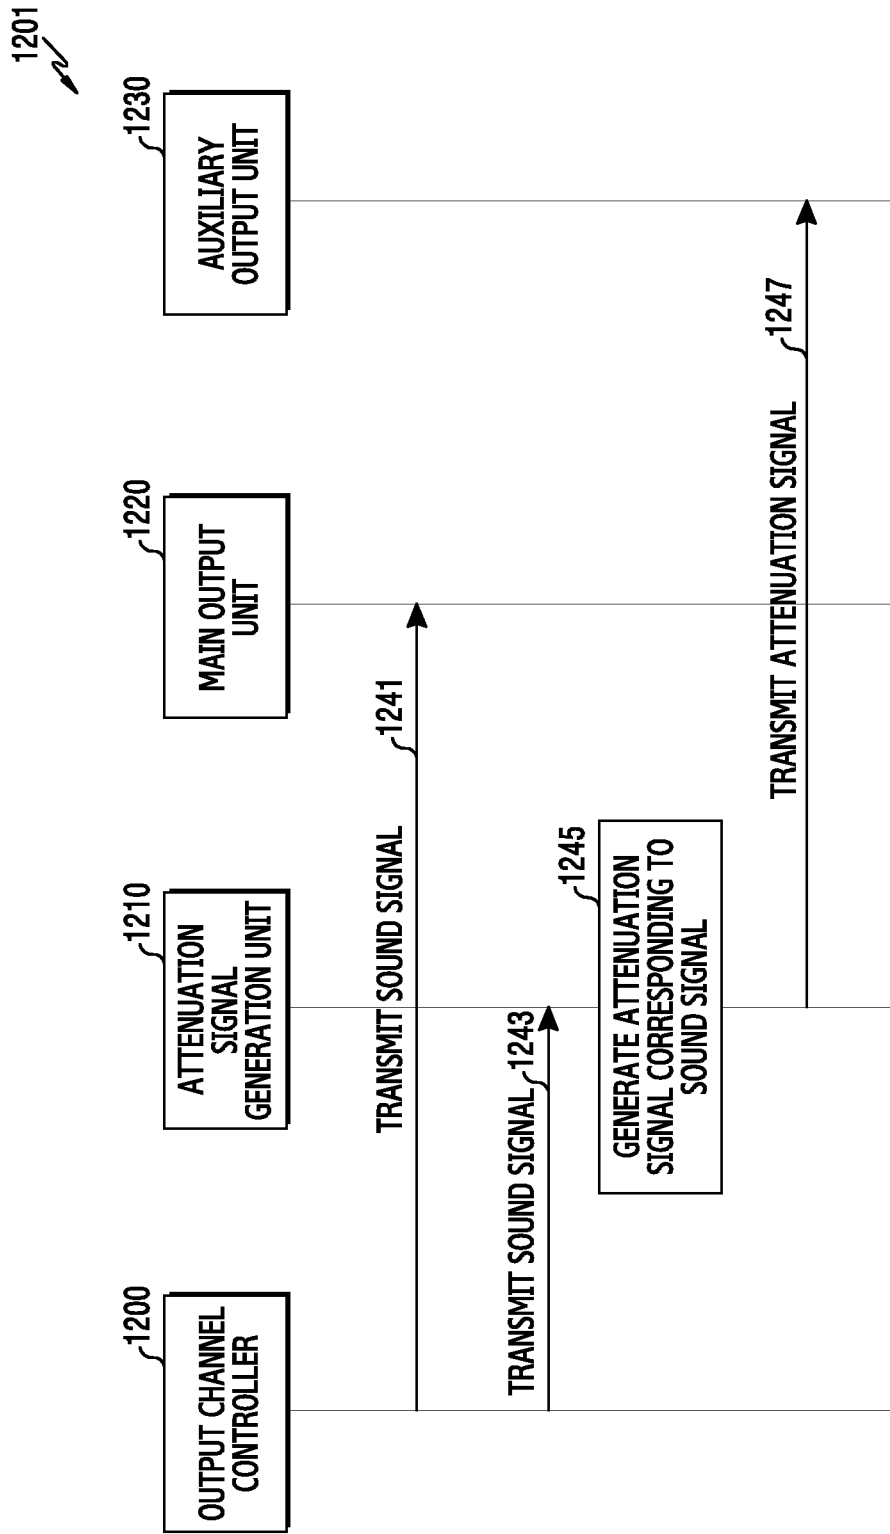 1201
1200
OUTPUT CHANNEL
CONTROLLER
1210
ATTENUATION
SIGNAL
GENERATION UNIT
1220
MAIN OUTPUT
UNIT
1230
AUXILIARY
OUTPUT UNIT
TRANSMIT SOUND SIGNAL
1241
TRANSMIT SOUND SIGNAL
1243
1245
GENERATE ATTENUATION
SIGNAL CORRESPONDING TO
SOUND SIGNAL
TRANSMIT ATTENUATION SIGNAL
1247